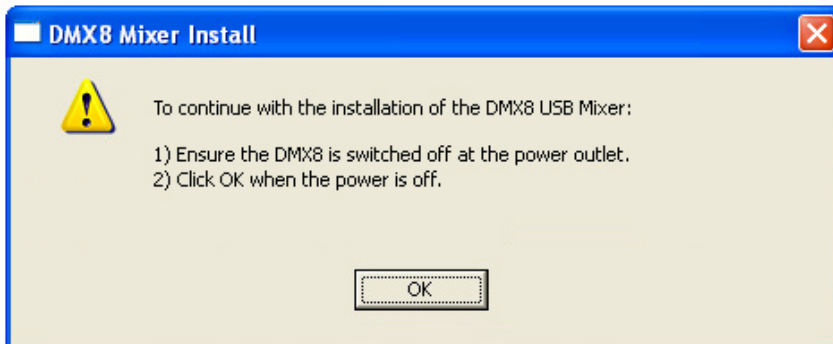 DMX8 Mixer Install
To continue with the installation of the DMX8 USB Mixer:
1) Ensure the DMX8 is switched off at the power outlet.
2) Click OK when the power is off.
OK